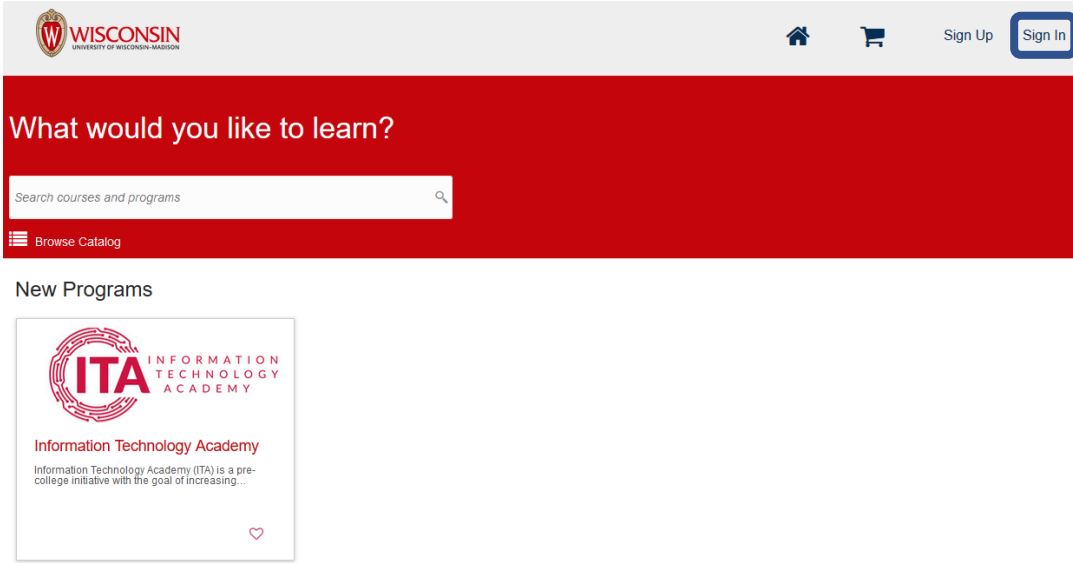 WISCONSIN
UNIVERSITY OF WISCONSIN-MADISON
Sign Up
Sign In
What would you like to learn?
Search courses and programs
Browse Catalog
New Programs
ITA
INFORMATION
TECHNOLOGY
ACADEMY
Information Technology Academy
Information Technology Academy (ITA) is a pre-
college initiative with the goal of increasing...